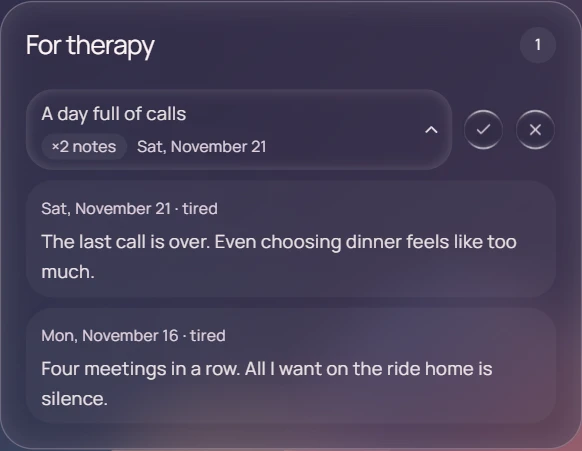 For therapy
1
A day full of calls
×2 notes
Sat, November 21
Sat, November 21 · tired
The last call is over. Even choosing dinner feels like too
much.
Mon, November 16 · tired
Four meetings in a row. All I want on the ride home is
silence.